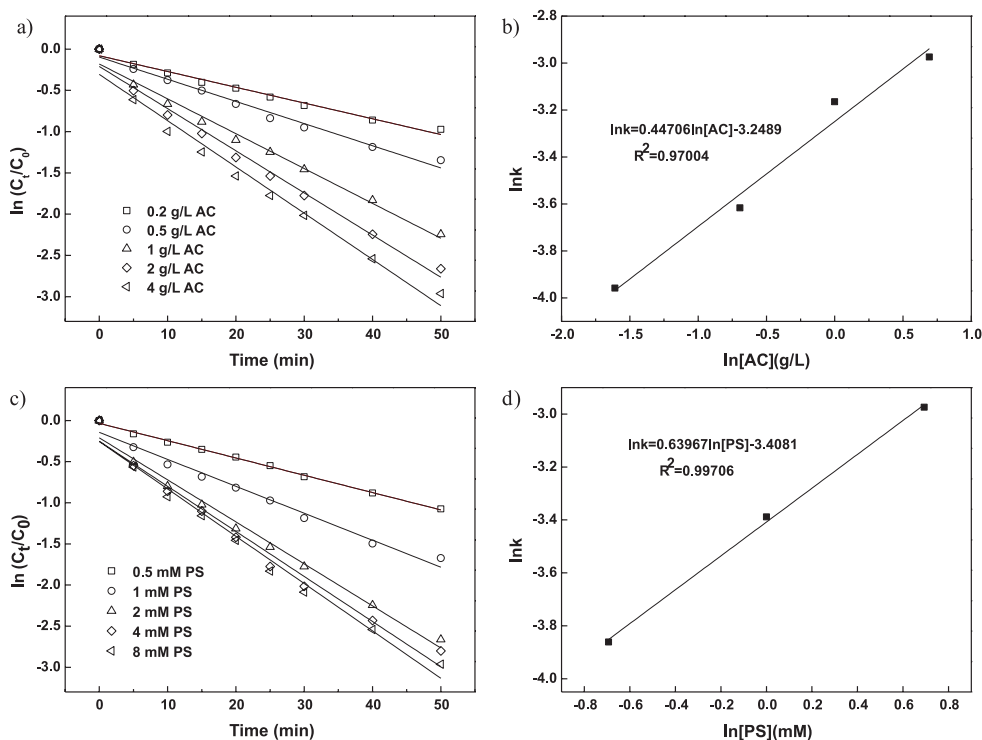 a)
ln (Cₜ/C₀)
0.0
-0.5
-1.0
-1.5
-2.0
-2.5
-3.0
0.2 g/L AC
0.5 g/L AC
1 g/L AC
2 g/L AC
4 g/L AC
0 10 20 30 40 50
Time (min)
b)
lnk
-2.8
-3.0
-3.2
-3.4
-3.6
-3.8
-4.0
lnk=0.44706ln[AC]-3.2489
R²=0.97004
-2.0 -1.5 -1.0 -0.5 0.0 0.5 1.0
ln[AC](g/L)
c)
ln (Cₜ/C₀)
0.0
-0.5
-1.0
-1.5
-2.0
-2.5
-3.0
0.5 mM PS
1 mM PS
2 mM PS
4 mM PS
8 mM PS
0 10 20 30 40 50
Time (min)
d)
lnk
-3.0
-3.2
-3.4
-3.6
-3.8
-4.0
lnk=0.63967ln[PS]-3.4081
R²=0.99706
-0.8 -0.6 -0.4 -0.2 0.0 0.2 0.4 0.6 0.8
ln[PS](mM)